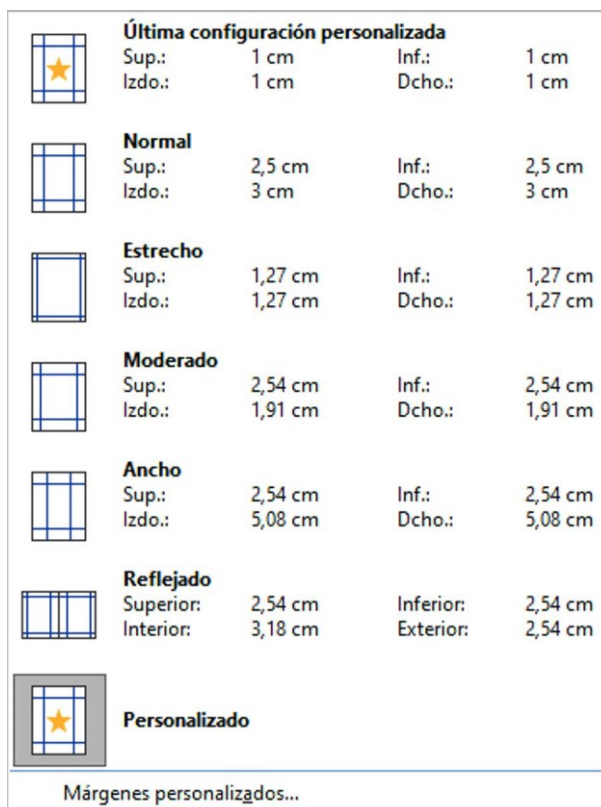 Última configuración personalizada
Sup.: 1 cm Inf.: 1 cm
Izdo.: 1 cm Dcho.: 1 cm
Normal
Sup.: 2,5 cm Inf.: 2,5 cm
Izdo.: 3 cm Dcho.: 3 cm
Estrecho
Sup.: 1,27 cm Inf.: 1,27 cm
Izdo.: 1,27 cm Dcho.: 1,27 cm
Moderado
Sup.: 2,54 cm Inf.: 2,54 cm
Izdo.: 1,91 cm Dcho.: 1,91 cm
Ancho
Sup.: 2,54 cm Inf.: 2,54 cm
Izdo.: 5,08 cm Dcho.: 5,08 cm
Reflejado
Superior: 2,54 cm Inferior: 2,54 cm
Interior: 3,18 cm Exterior: 2,54 cm
Personalizado
Márgenes personalizados...